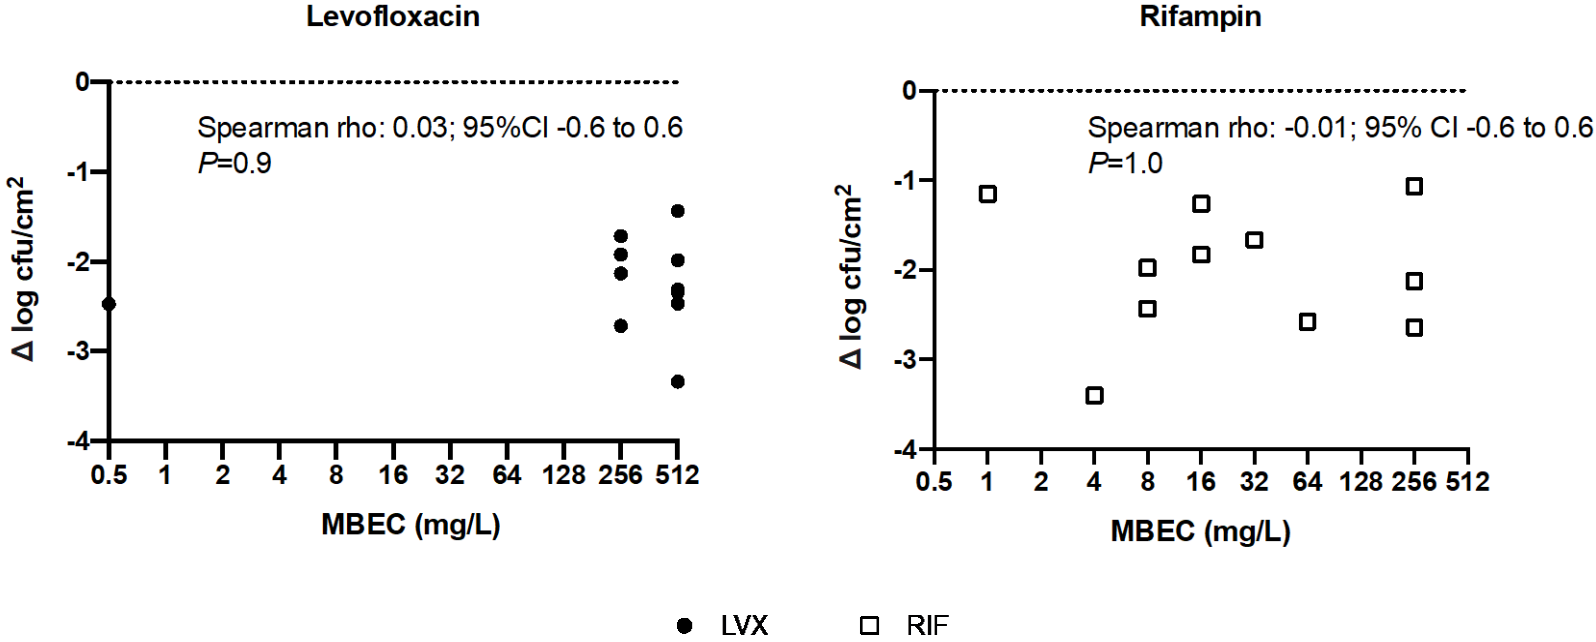 Levofloxacin
0
-1
-2
-3
-4
Δ log cfu/cm²
Spearman rho: 0.03; 95%CI -0.6 to 0.6
P=0.9
0.5 1 2 4 8 16 32 64 128 256 512
MBEC (mg/L)
Rifampin
0
-1
-2
-3
-4
Δ log cfu/cm²
Spearman rho: -0.01; 95% CI -0.6 to 0.6
P=1.0
0.5 1 2 4 8 16 32 64 128 256 512
MBEC (mg/L)
LVX RIF